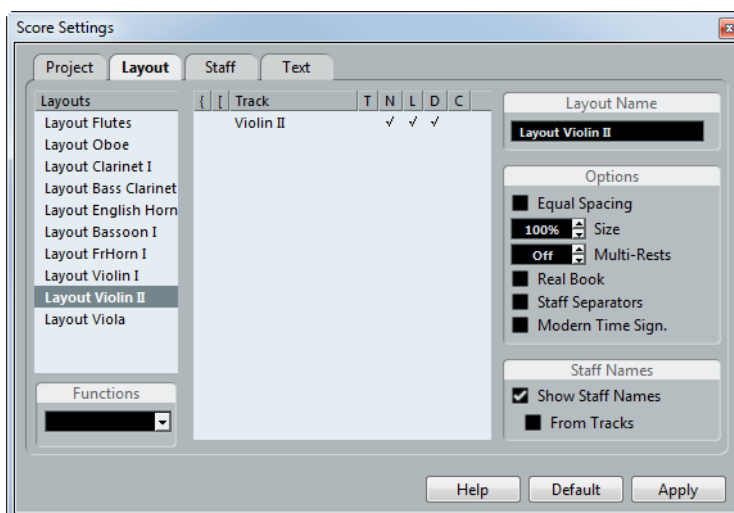 Score Settings
Project Layout Staff Text
Layouts
Layout Flutes
Layout Oboe
Layout Clarinet I
Layout Bass Clarinet
Layout English Horn
Layout Bassoon I
Layout FrHorn I
Layout Violin I
Layout Violin II
Layout Viola
Functions
{ [ Track T N L D C
Violin II √ √ √
Layout Name
Layout Violin II
Options
Equal Spacing
100% Size
Off Multi-Rests
Real Book
Staff Separators
Modern Time Sign.
Staff Names
Show Staff Names
From Tracks
Help Default Apply